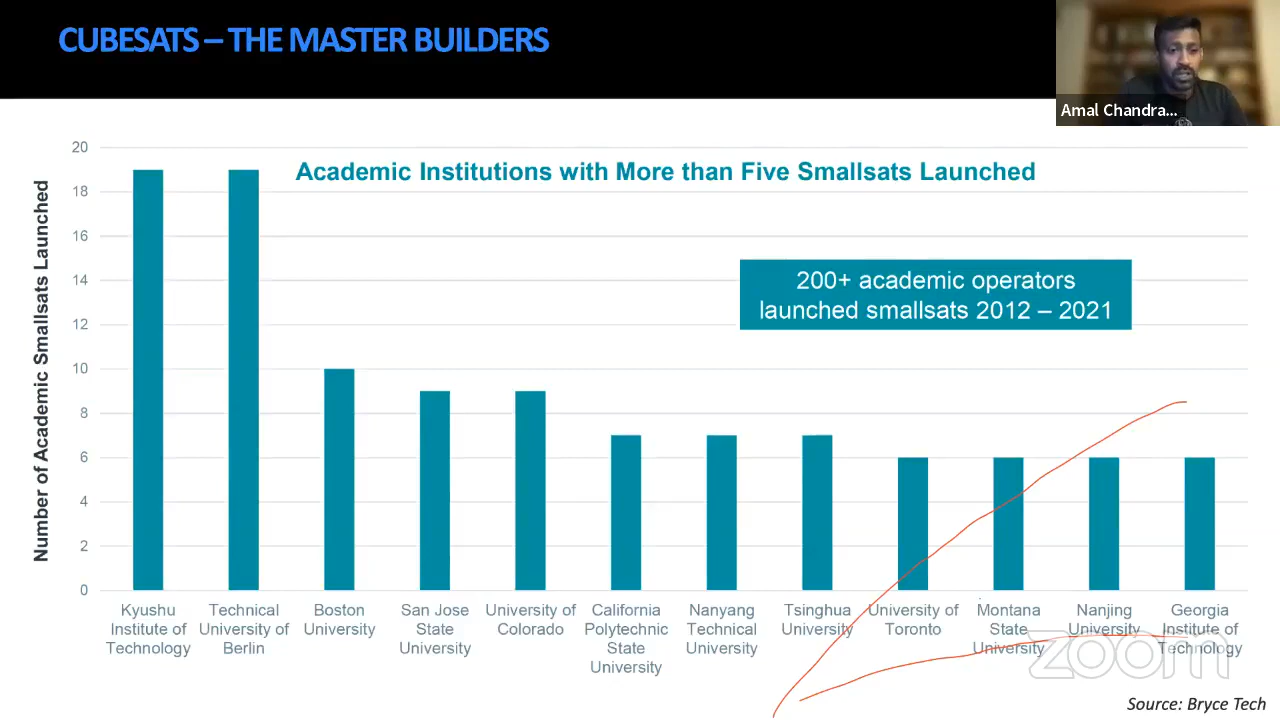 CUBESATS – THE MASTER BUILDERS
Amal Chandra...
Academic Institutions with More than Five Smallsats Launched
200+ academic operators
launched smallsats 2012 – 2021
Number of Academic Smallsats Launched
20
18
16
14
12
10
8
6
4
2
0
Kyushu
Institute of
Technology
Technical
University of
Berlin
Boston
University
San Jose
State
University
University of
Colorado
California
Polytechnic
State
University
Nanyang
Technical
University
Tsinghua
University
University of
Toronto
Montana
State
University
Nanjing
University
Georgia
Institute of
Technology
zoom
Source: Bryce Tech